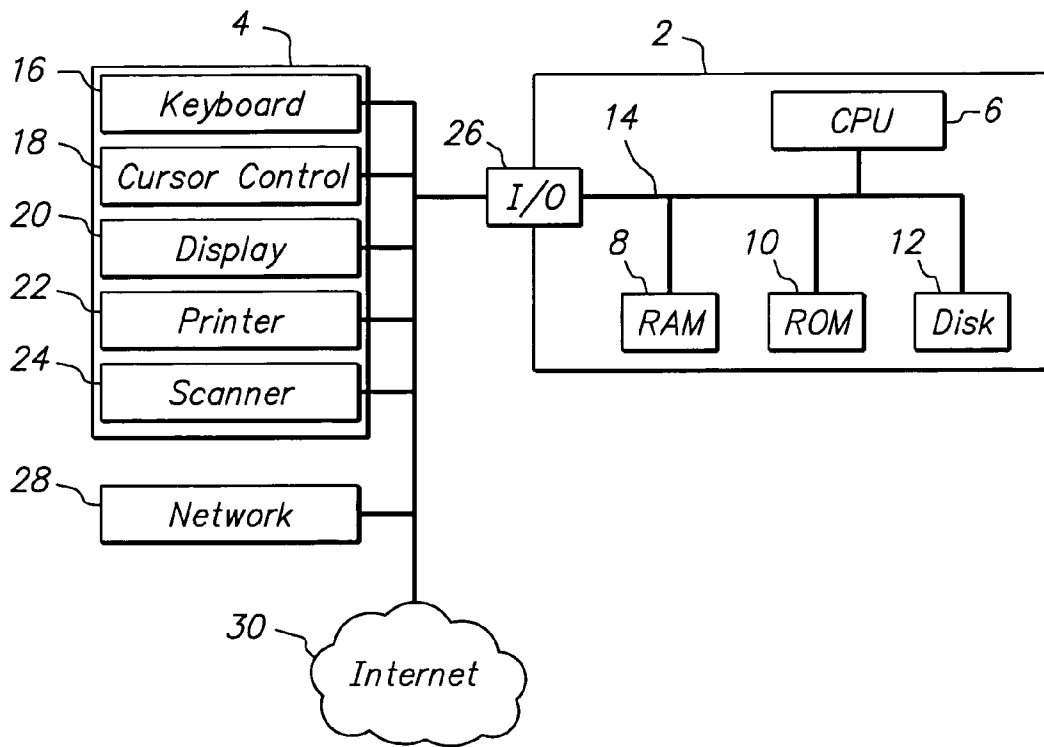 4
2
16
Keyboard
CPU
6
14
26
18
Cursor Control
I/O
20
Display
8
10
12
22
Printer
RAM
ROM
Disk
24
Scanner
28
Network
30
Internet